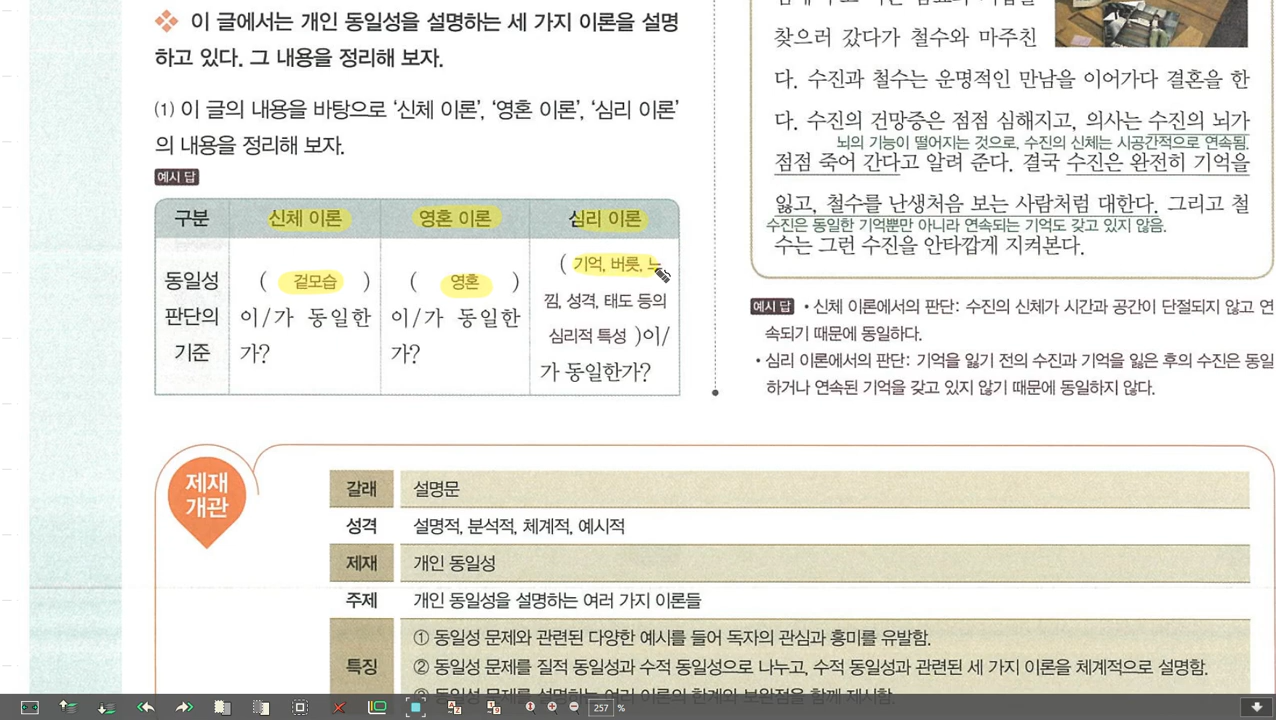 이 글에서는 개인 동일성을 설명하는 세 가지 이론을 설명
하고 있다. 그 내용을 정리해 보자.
⑴ 이 글의 내용을 바탕으로 ‘신체 이론’, ‘영혼 이론’, ‘심리 이론’
의 내용을 정리해 보자.
예시 답
구분 신체 이론 영혼 이론 심리 이론
동일성 판단의 기준
( 겉모습 )
이/가 동일한
가?
( 영혼 )
이/가 동일한
가?
( 기억, 버릇, 느
낌, 성격, 태도 등의
심리적 특성 )이/
가 동일한가?
찾으러 갔다가 철수와 마주친
다. 수진과 철수는 운명적인 만남을 이어가다 결혼을 한
다. 수진의 건망증은 점점 심해지고, 의사는 수진의 뇌가
뇌의 기능이 떨어지는 것으로, 수진의 신체는 시공간적으로 연속됨.
점점 죽어 간다고 알려 준다. 결국 수진은 완전히 기억을
잃고, 철수를 난생처음 보는 사람처럼 대한다. 그리고 철
수진은 동일한 기억뿐만 아니라 연속되는 기억도 갖고 있지 않음.
수는 그런 수진을 안타깝게 지켜본다.
예시 답 • 신체 이론에서의 판단: 수진의 신체가 시간과 공간이 단절되지 않고 연
속되기 때문에 동일하다.
• 심리 이론에서의 판단: 기억을 잃기 전의 수진과 기억을 잃은 후의 수진은 동일
하거나 연속된 기억을 갖고 있지 않기 때문에 동일하지 않다.
제재
개관
갈래 설명문
성격 설명적, 분석적, 체계적, 예시적
제재 개인 동일성
주제 개인 동일성을 설명하는 여러 가지 이론들
특징
① 동일성 문제와 관련된 다양한 예시를 들어 독자의 관심과 흥미를 유발함.
② 동일성 문제를 질적 동일성과 수적 동일성으로 나누고, 수적 동일성과 관련된 세 가지 이론을 체계적으로 설명함.
257 %